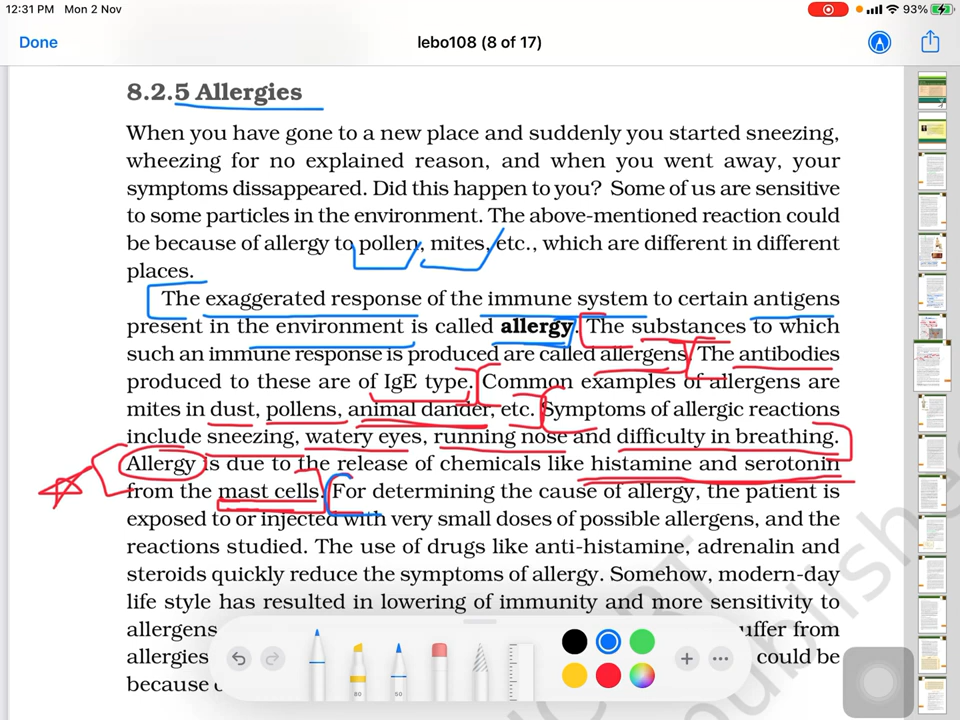 12:31 PM Mon 2 Nov
93%
Done
lebo108 (8 of 17)
8.2.5 Allergies
When you have gone to a new place and suddenly you started sneezing,
wheezing for no explained reason, and when you went away, your
symptoms dissappeared. Did this happen to you? Some of us are sensitive
to some particles in the environment. The above-mentioned reaction could
be because of allergy to pollen, mites, etc., which are different in different
places.
The exaggerated response of the immune system to certain antigens
present in the environment is called allergy. The substances to which
such an immune response is produced are called allergens. The antibodies
produced to these are of IgE type. Common examples of allergens are
mites in dust, pollens, animal dander, etc. Symptoms of allergic reactions
include sneezing, watery eyes, running nose and difficulty in breathing.
Allergy is due to the release of chemicals like histamine and serotonin
from the mast cells. For determining the cause of allergy, the patient is
exposed to or injected with very small doses of possible allergens, and the
reactions studied. The use of drugs like anti-histamine, adrenalin and
steroids quickly reduce the symptoms of allergy. Somehow, modern-day
life style has resulted in lowering of immunity and more sensitivity to
allergens uffer from
allergies could be
because
80
50